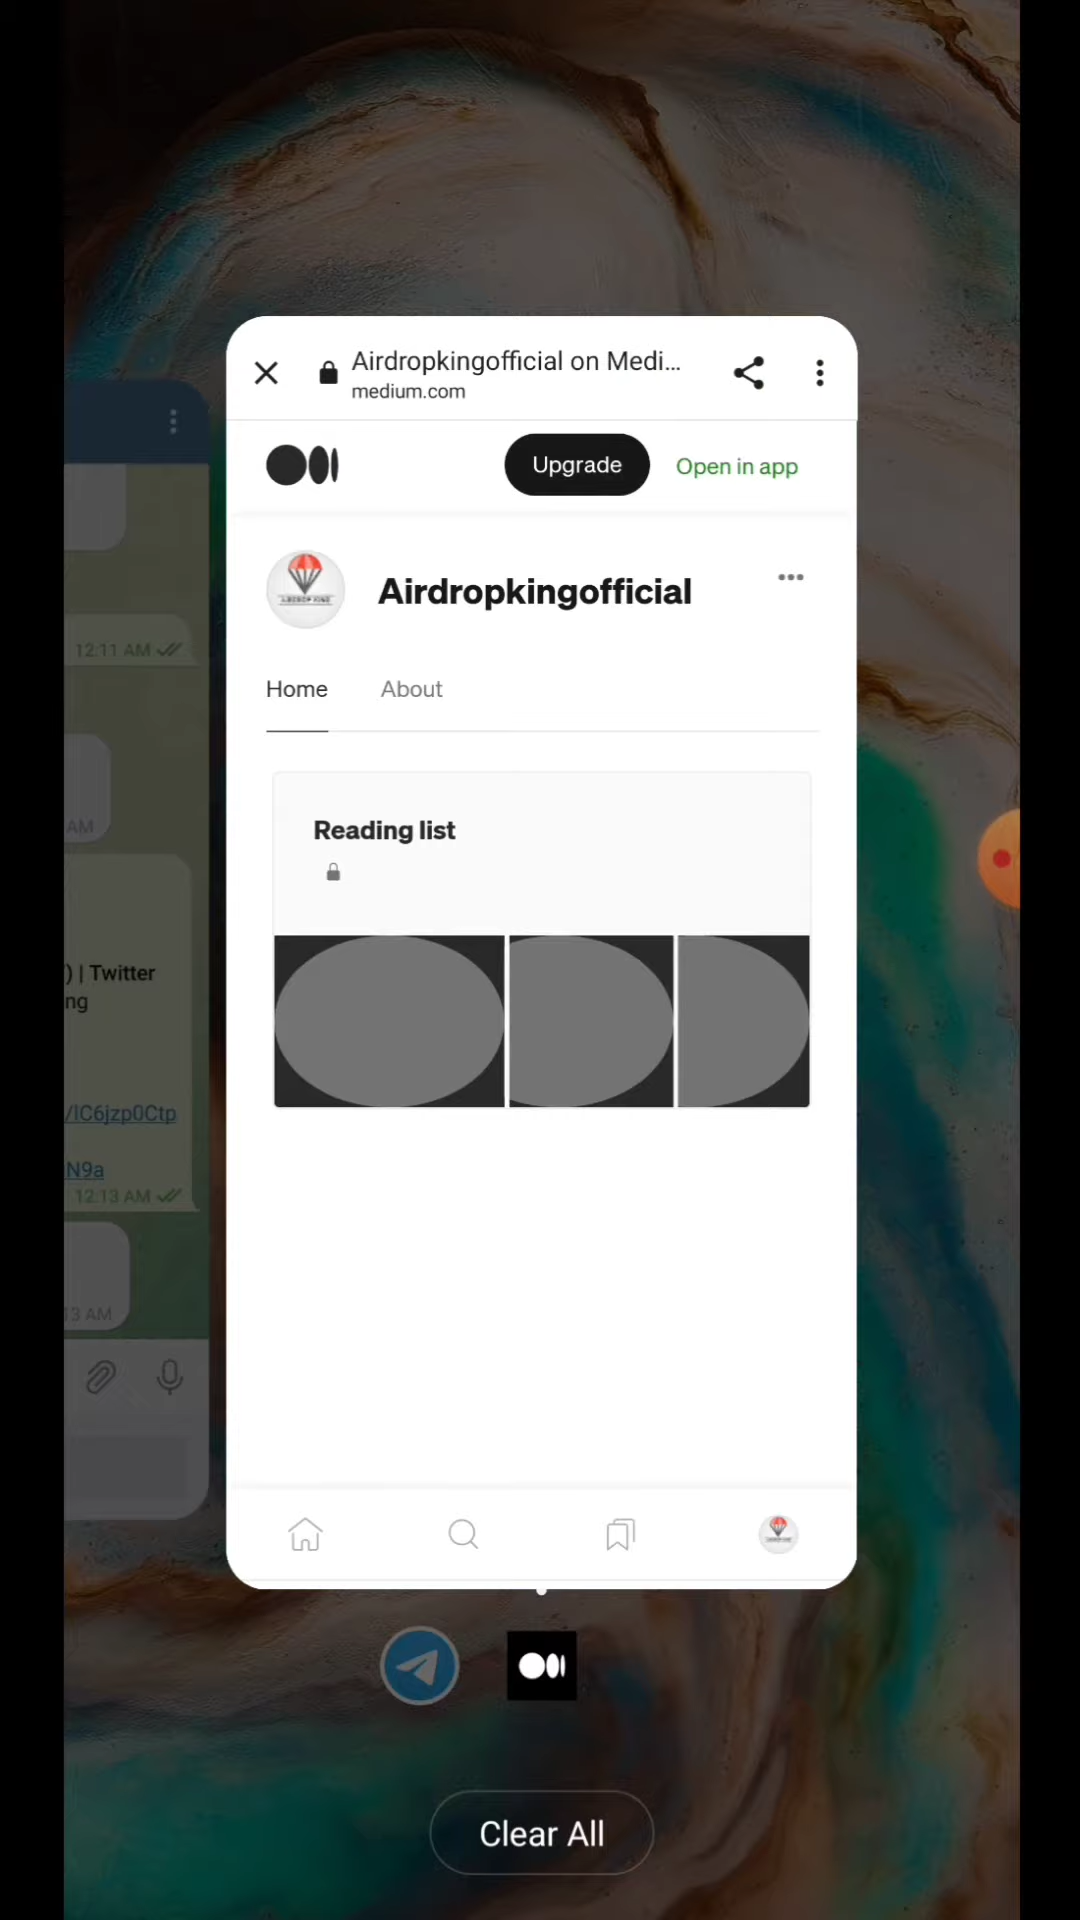 Airdropkingofficial on Medi...
medium.com
Upgrade
Open in app
Airdropkingofficial
Home
About
Reading list
12:11 AM
AM
) | Twitter
ng
/IC6jzp0Ctp
N9a
12:13 AM
13 AM
Clear All